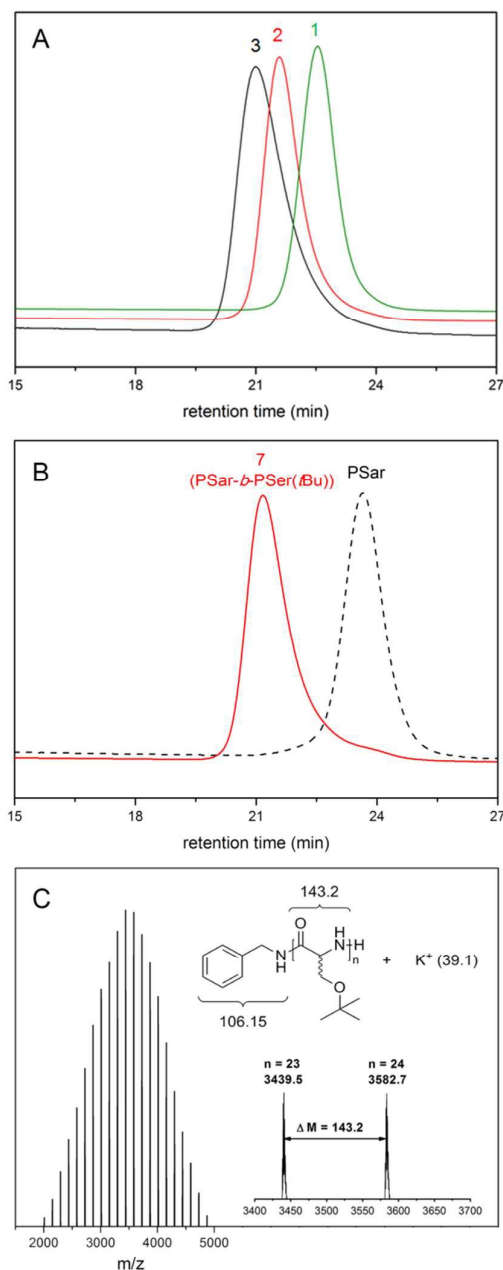 A
3
2
1
15
18
21
24
27
retention time (min)
B
7
(PSar-b-PSer(tBu))
PSar
15
18
21
24
27
retention time (min)
C
143.2
O
H
N
H
N
H
n
O
+ K⁺ (39.1)
106.15
n = 23
3439.5
n = 24
3582.7
Δ M = 143.2
3400 3450 3500 3550 3600 3650 3700
2000 3000 4000 5000
m/z